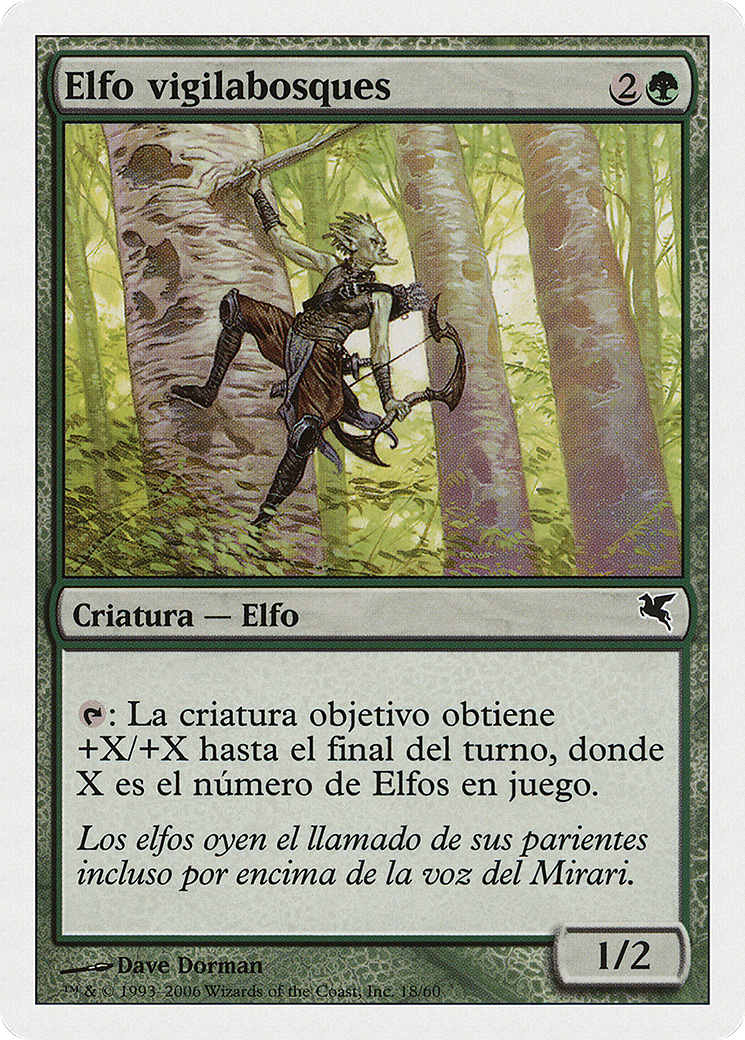 Elfo vigilabosques
2
Criatura — Elfo
: La criatura objetivo obtiene
+X/+X hasta el final del turno, donde
X es el número de Elfos en juego.
Los elfos oyen el llamado de sus parientes
incluso por encima de la voz del Mirari.
1/2
Dave Dorman
™ & © 1993–2006 Wizards of the Coast, Inc. 18/60